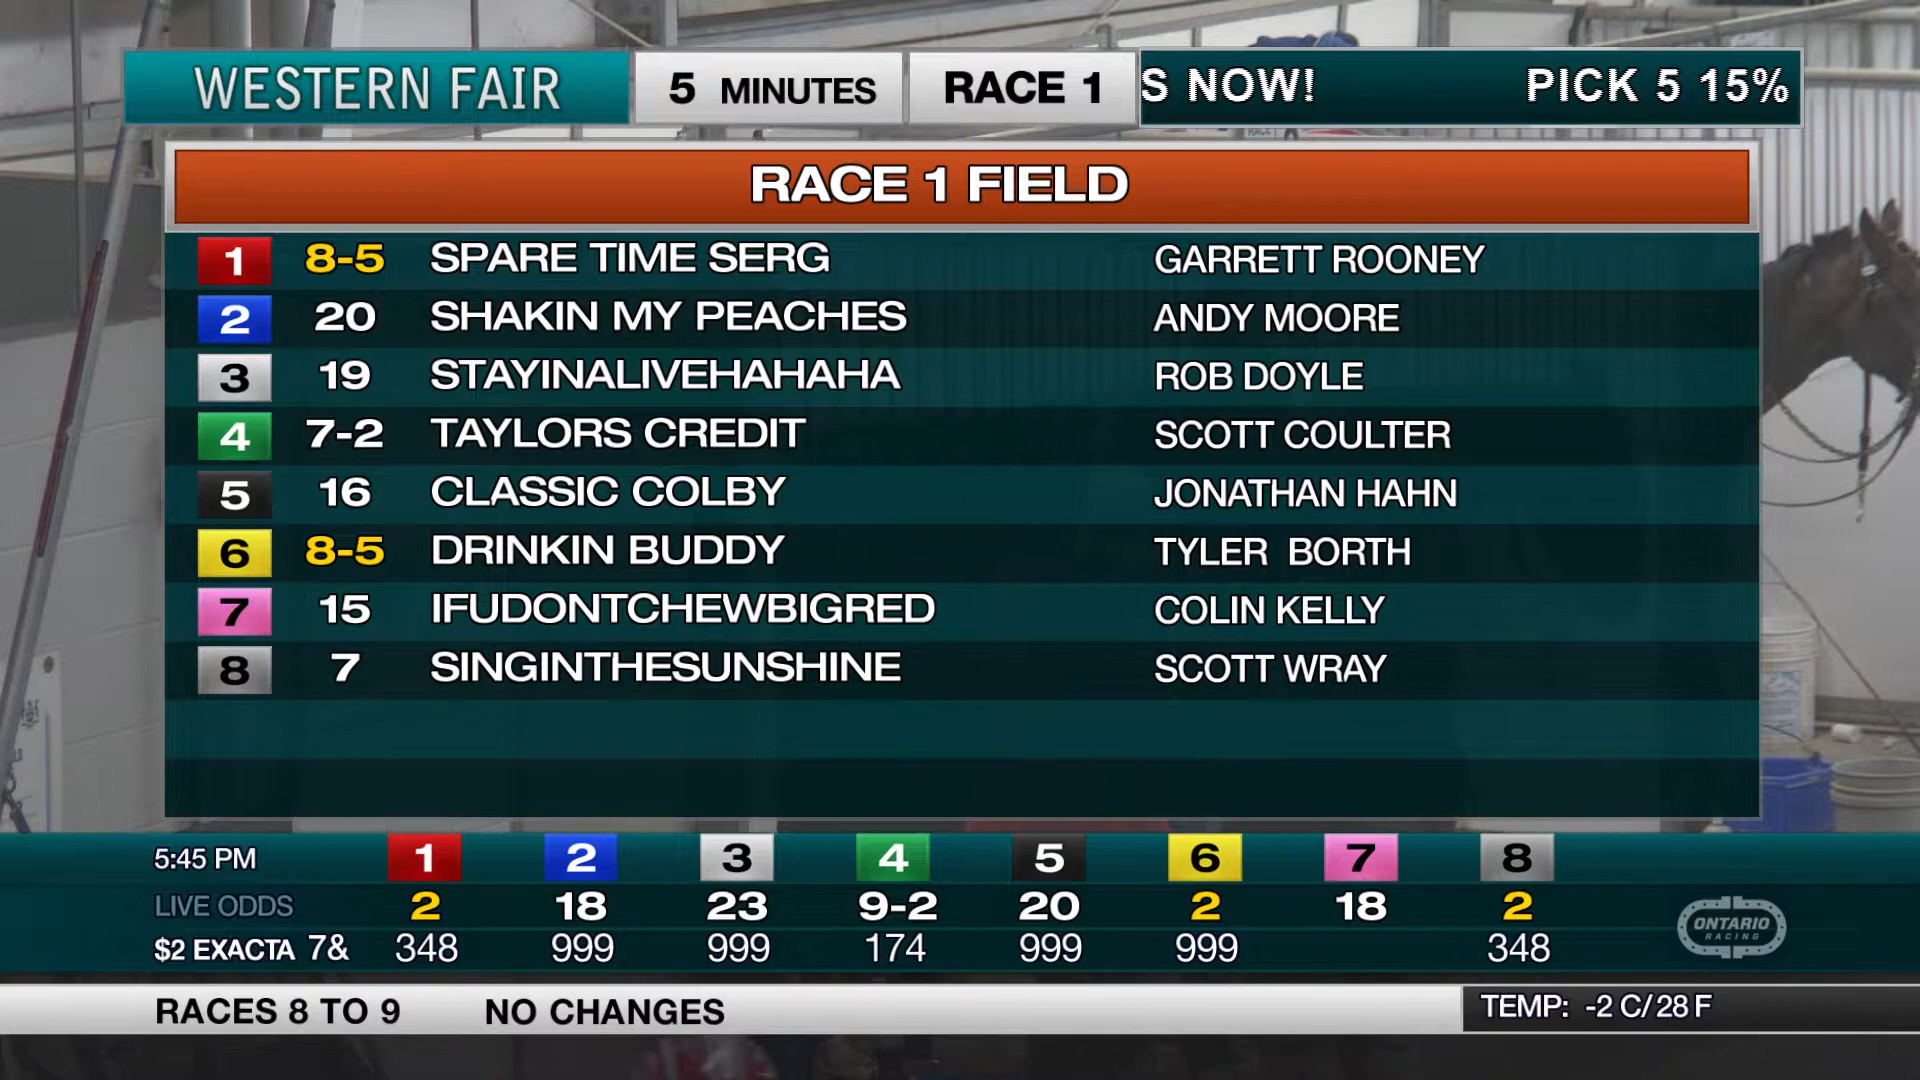 WESTERN FAIR 5 MINUTES RACE 1 S NOW! PICK 5 15%
RACE 1 FIELD
1 8-5 SPARE TIME SERG GARRETT ROONEY
2 20 SHAKIN MY PEACHES ANDY MOORE
3 19 STAYINALIVEHAHAHA ROB DOYLE
4 7-2 TAYLORS CREDIT SCOTT COULTER
5 16 CLASSIC COLBY JONATHAN HAHN
6 8-5 DRINKIN BUDDY TYLER BORTH
7 15 IFUDONTCHEWBIGRED COLIN KELLY
8 7 SINGINTHESUNSHINE SCOTT WRAY
5:45 PM 1 2 3 4 5 6 7 8
LIVE ODDS 2 18 23 9-2 20 2 18 2
$2 EXACTA 7& 348 999 999 174 999 999 348
ONTARIO
RACING
RACES 8 TO 9 NO CHANGES TEMP: -2 C/28 F